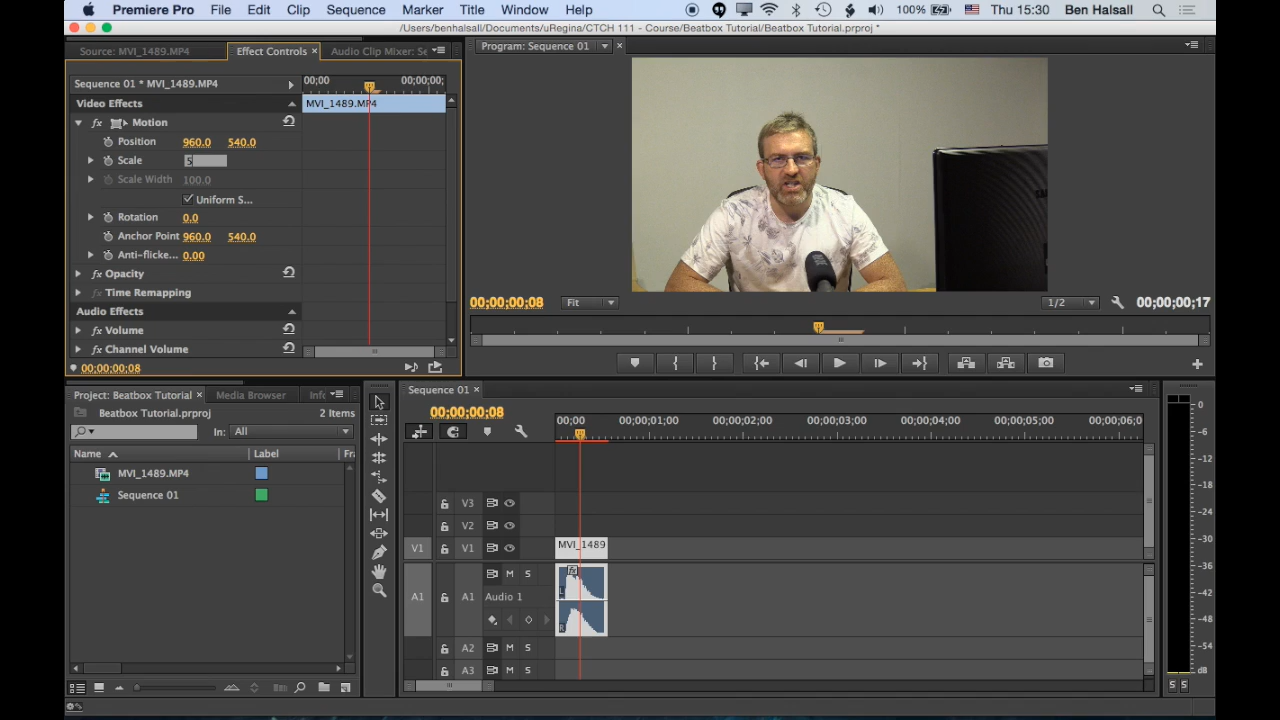 Premiere Pro File Edit Clip Sequence Marker Title Window Help 100% Thu 15:30 Ben Halsall
/Users/benhalsall/Documents/uRegina/CTCH 111 - Course/Beatbox Tutorial/Beatbox Tutorial.prproj *
Source: MVI_1489.MP4 Effect Controls × Audio Clip Mixer: Se
Sequence 01 * MVI_1489.MP4
00;00 00;00;00;
Video Effects
MVI_1489.MP4
fx Motion
Position 960.0 540.0
Scale 5
Scale Width 100.0
Uniform S...
Rotation 0.0
Anchor Point 960.0 540.0
Anti-flicke... 0.00
fx Opacity
fx Time Remapping
Audio Effects
fx Volume
fx Channel Volume
00;00;00;08
Program: Sequence 01 ×
00;00;00;08 Fit 1/2 00;00;00;17
Project: Beatbox Tutorial × Media Browser Info
Beatbox Tutorial.prproj 2 Items
In: All
Name Label Fra
MVI_1489.MP4
Sequence 01
Sequence 01 ×
00;00;00;08
00;00 00;00;01;00 00;00;02;00 00;00;03;00 00;00;04;00 00;00;05;00 00;00;06;0
V3
V2
V1 V1 MVI_1489
M S
A1 A1 Audio 1
L
R
A2 M S
A3 M S
0
-6
-12
-18
-24
-30
-36
-42
-48
-54
dB
S S